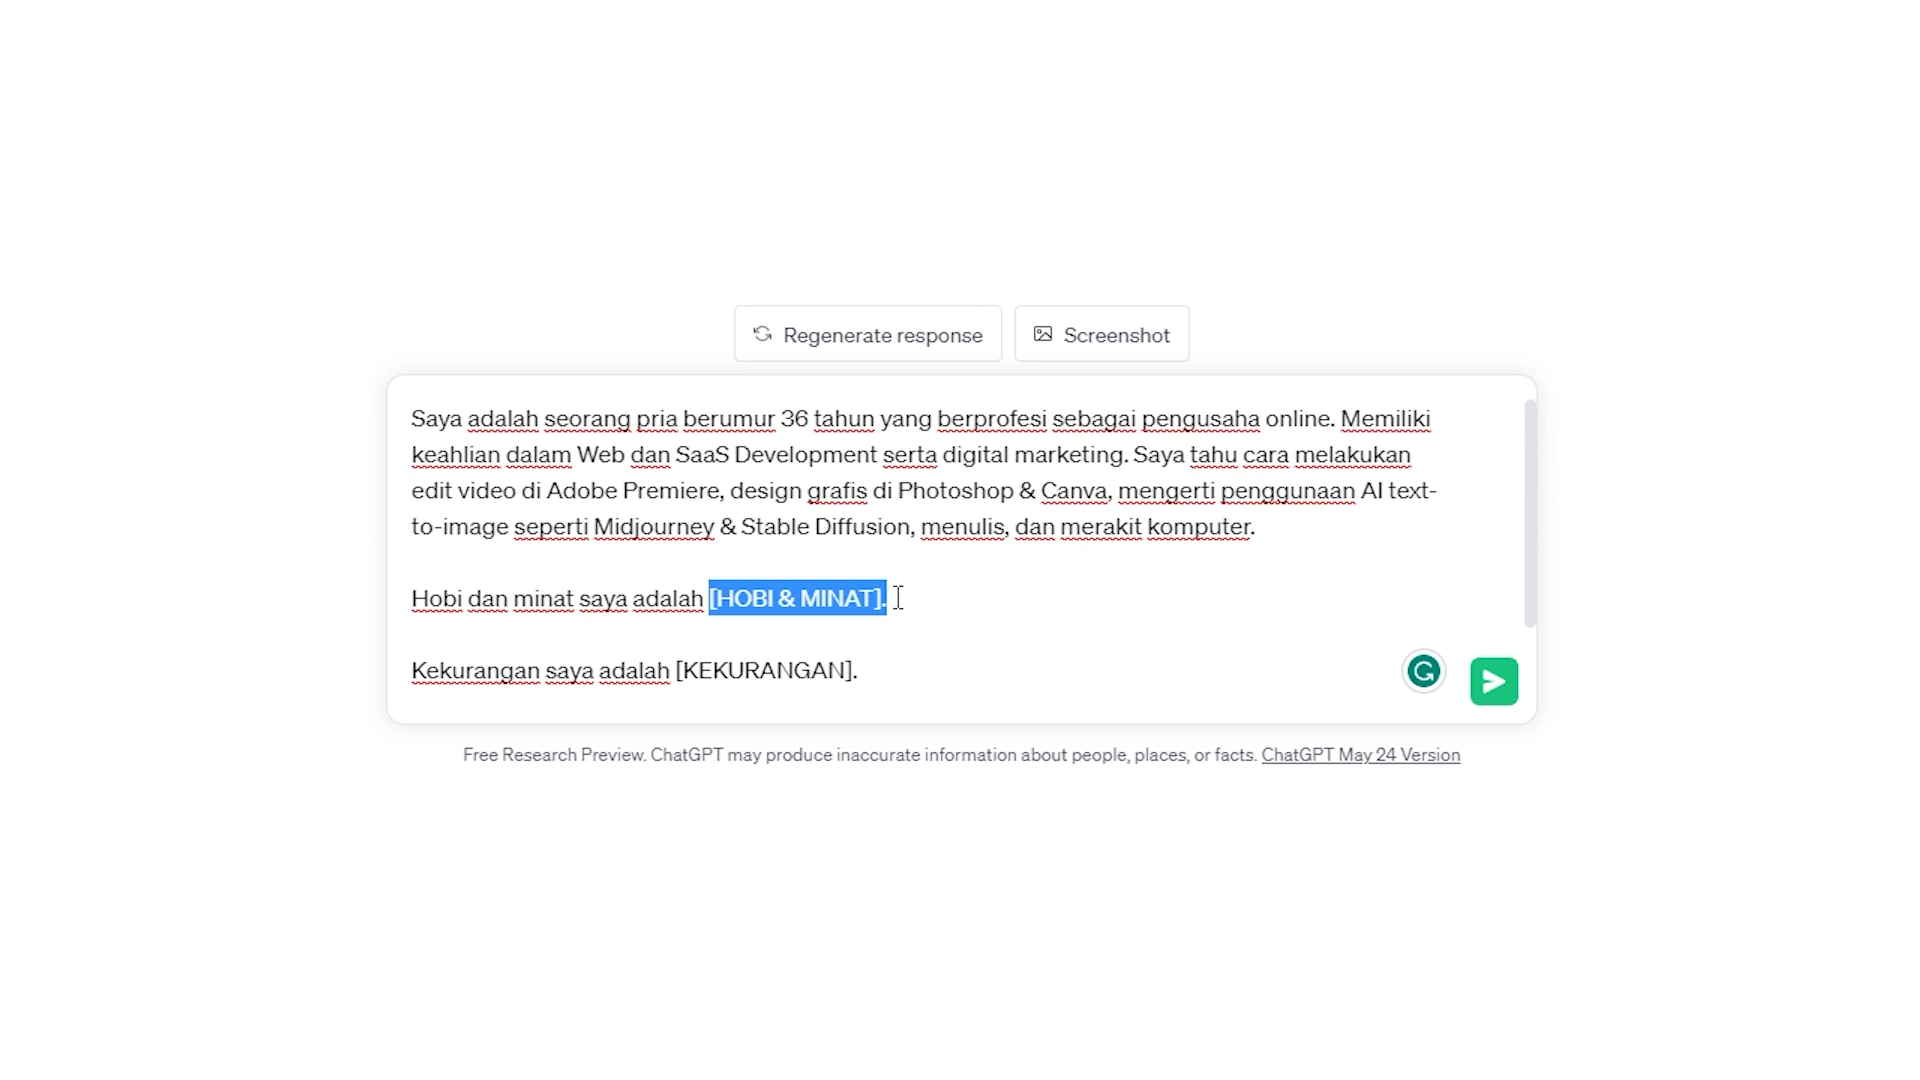 Regenerate response
Screenshot
Saya adalah seorang pria berumur 36 tahun yang berprofesi sebagai pengusaha online. Memiliki
keahlian dalam Web dan SaaS Development serta digital marketing. Saya tahu cara melakukan
edit video di Adobe Premiere, design grafis di Photoshop & Canva, mengerti penggunaan AI text-
to-image seperti Midjourney & Stable Diffusion, menulis, dan merakit komputer.
Hobi dan minat saya adalah [HOBI & MINAT].
Kekurangan saya adalah [KEKURANGAN].
Free Research Preview. ChatGPT may produce inaccurate information about people, places, or facts. ChatGPT May 24 Version